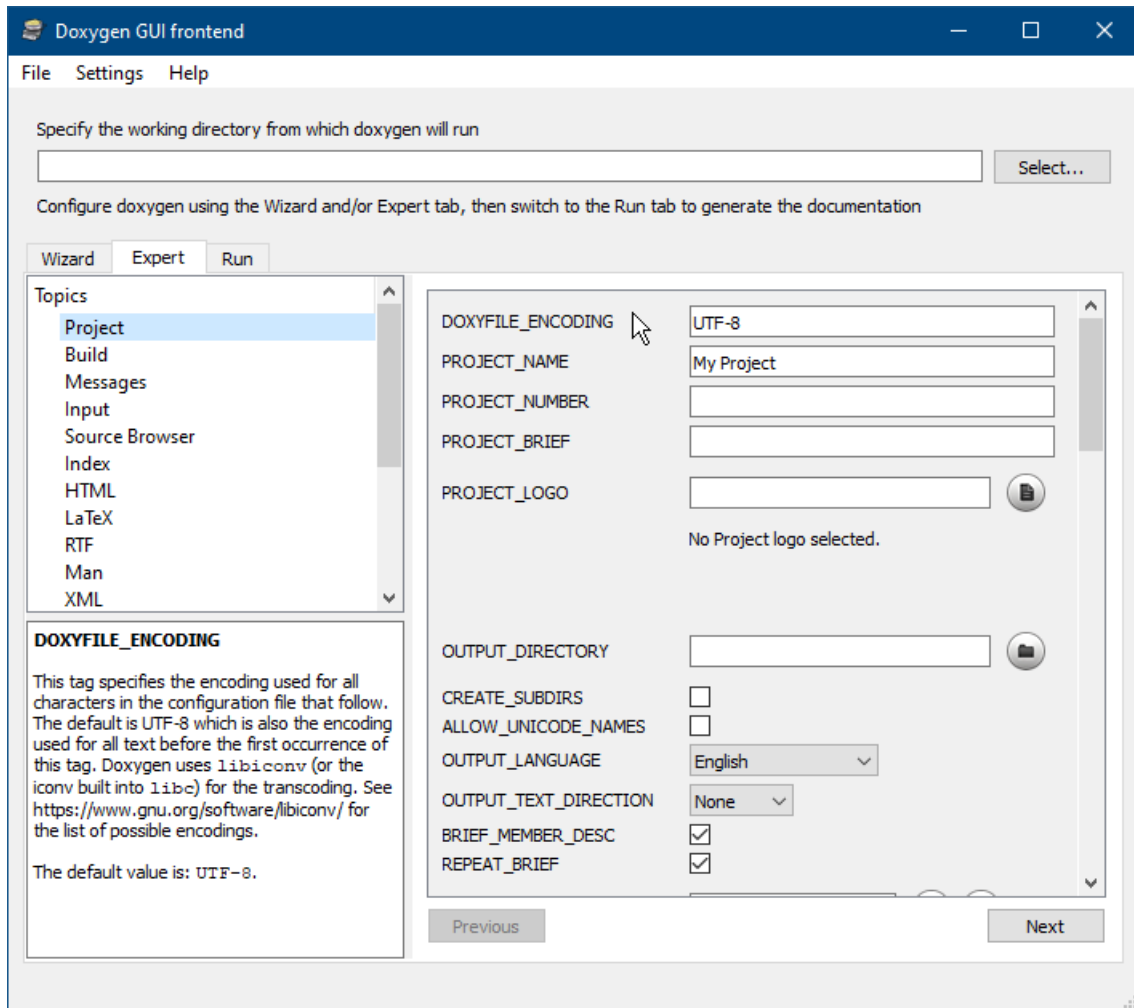 Doxygen GUI frontend
File Settings Help
Specify the working directory from which doxygen will run
Select...
Configure doxygen using the Wizard and/or Expert tab, then switch to the Run tab to generate the documentation
Wizard Expert Run
Topics
Project
Build
Messages
Input
Source Browser
Index
HTML
LaTeX
RTF
Man
XML
DOXYFILE_ENCODING
This tag specifies the encoding used for all
characters in the configuration file that follow.
The default is UTF-8 which is also the encoding
used for all text before the first occurrence of
this tag. Doxygen uses libiconv (or the
iconv built into libc) for the transcoding. See
https://www.gnu.org/software/libiconv/ for
the list of possible encodings.
The default value is: UTF-8.
DOXYFILE_ENCODING UTF-8
PROJECT_NAME My Project
PROJECT_NUMBER
PROJECT_BRIEF
PROJECT_LOGO
No Project logo selected.
OUTPUT_DIRECTORY
CREATE_SUBDIRS
ALLOW_UNICODE_NAMES
OUTPUT_LANGUAGE English
OUTPUT_TEXT_DIRECTION None
BRIEF_MEMBER_DESC
REPEAT_BRIEF
Previous Next